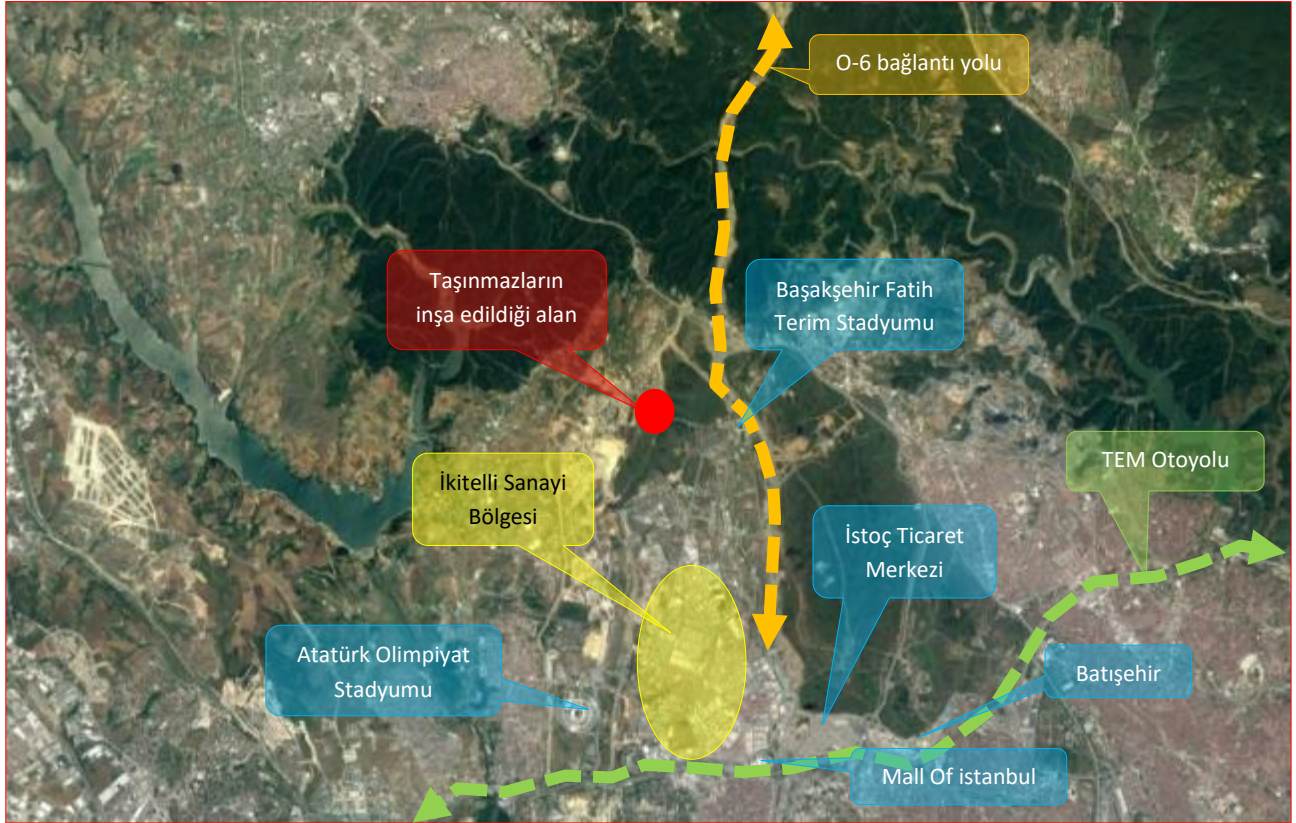 O-6 bağlantı yolu
Taşınmazların
inşa edildiği alan
Başakşehir Fatih
Terim Stadyumu
TEM Otoyolu
İkitelli Sanayi
Bölgesi
İstoç Ticaret
Merkezi
Atatürk Olimpiyat
Stadyumu
Batışehir
Mall Of istanbul